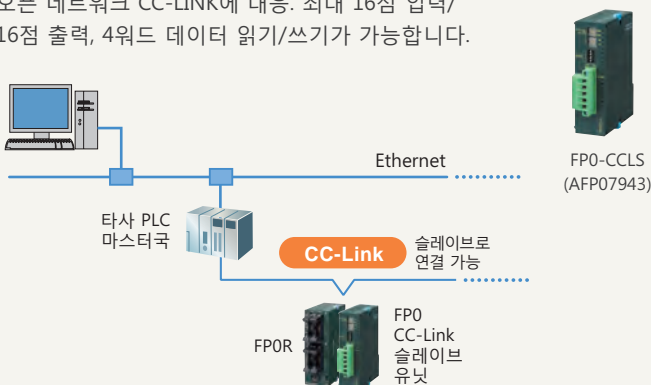 오픈 네트워크 CC-LINK에 대응. 최대 16점 입력/
16점 출력, 4워드 데이터 읽기/쓰기가 가능합니다.
Ethernet
FP0-CCLS
(AFP07943)
타사 PLC
마스터국
CC-Link
슬레이브로
연결 가능
FP0R
FP0
CC-Link
슬레이브
유닛